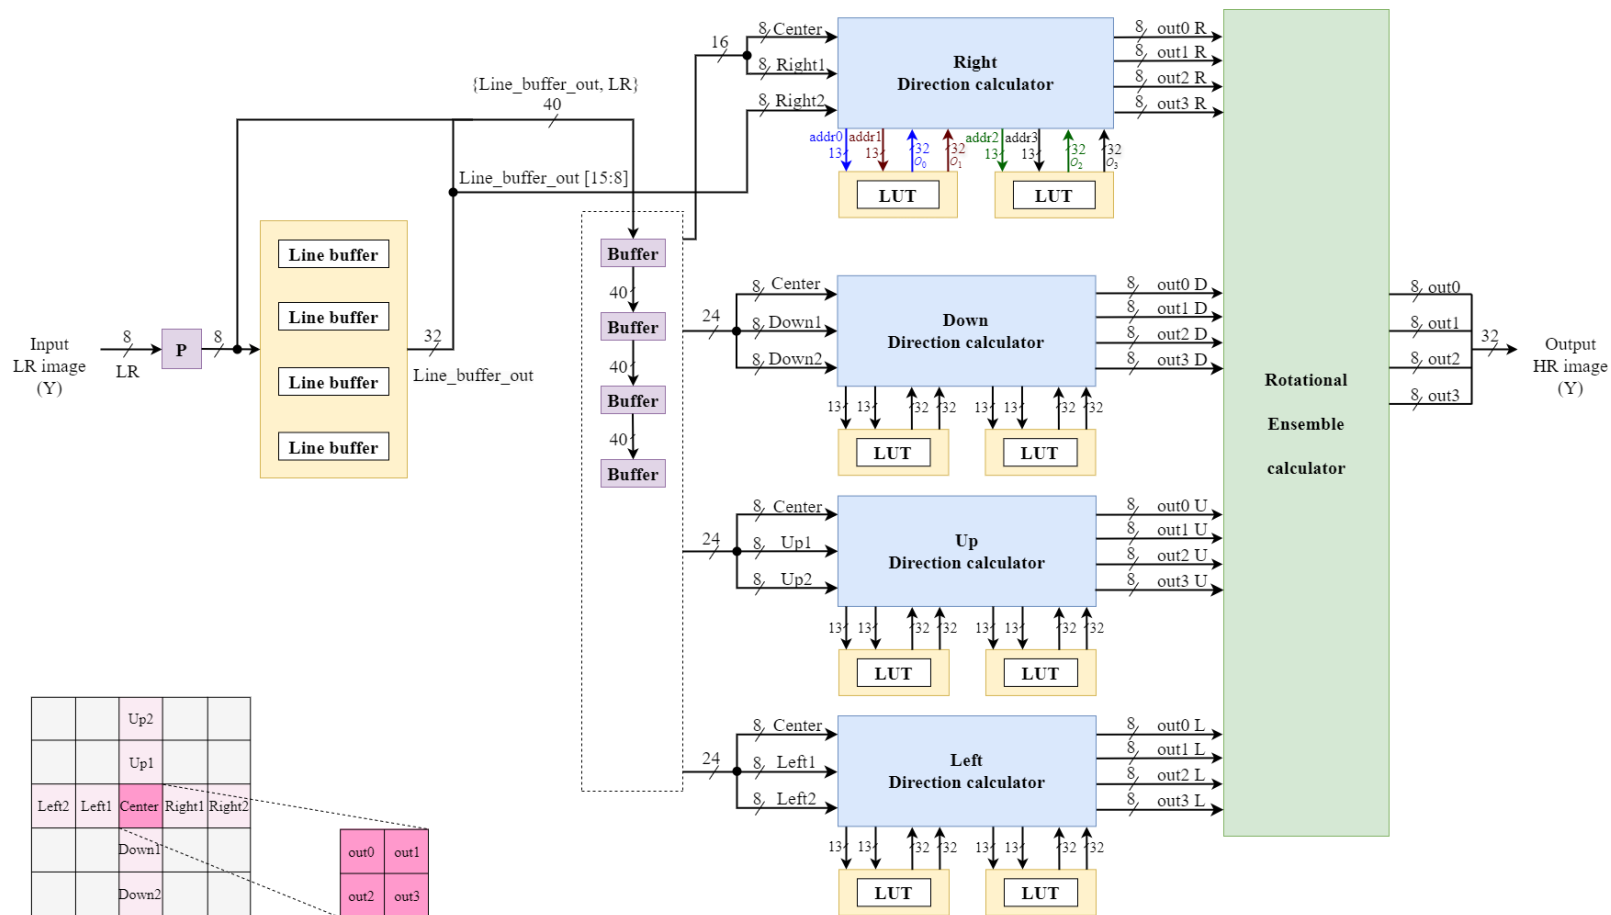 Input
LR image
(Y)
8
LR
P
8
Line buffer
Line buffer
Line buffer
Line buffer
32
Line_buffer_out
{Line_buffer_out, LR}
40
Line_buffer_out [15:8]
Buffer
40
Buffer
40
Buffer
40
Buffer
16
8 Center
8 Right1
8 Right2
Right
Direction calculator
addr0 addr1 addr2 addr3
13 13 32 32 13 13 32 32
O0 O1 O2 O3
LUT LUT
8 out0 R
8 out1 R
8 out2 R
8 out3 R
24
8 Center
8 Down1
8 Down2
Down
Direction calculator
13 13 32 32 13 13 32 32
LUT LUT
8 out0 D
8 out1 D
8 out2 D
8 out3 D
24
8 Center
8 Up1
8 Up2
Up
Direction calculator
13 13 32 32 13 13 32 32
LUT LUT
8 out0 U
8 out1 U
8 out2 U
8 out3 U
24
8 Center
8 Left1
8 Left2
Left
Direction calculator
13 13 32 32 13 13 32 32
LUT LUT
8 out0 L
8 out1 L
8 out2 L
8 out3 L
Rotational
Ensemble
calculator
8 out0
8 out1
8 out2
8 out3
32
Output
HR image
(Y)
Up2
Up1
Left2 Left1 Center Right1 Right2
Down1
Down2
out0 out1
out2 out3